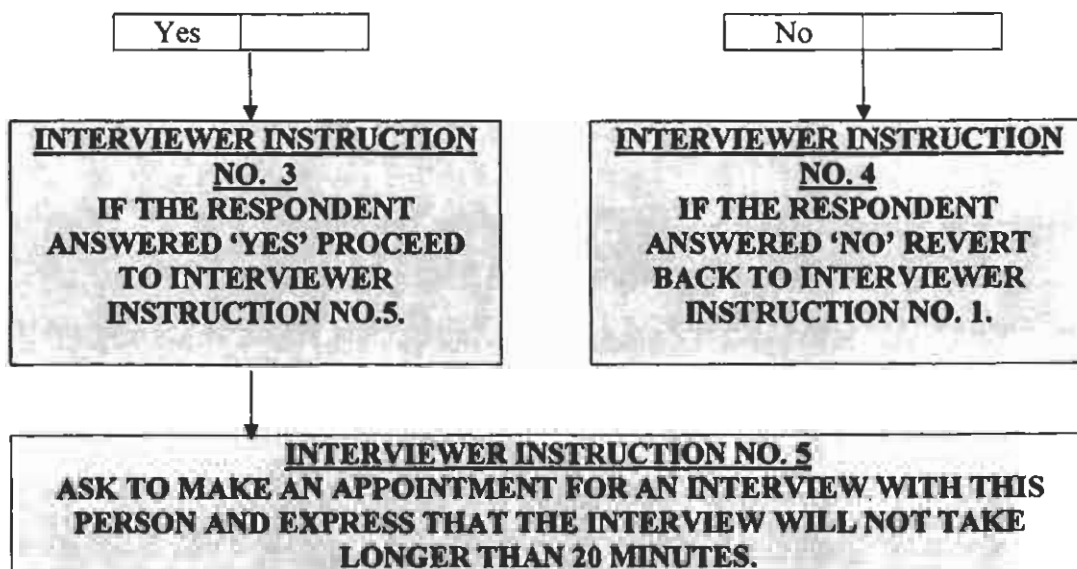 Yes
No
INTERVIEWER INSTRUCTION
NO. 3
IF THE RESPONDENT
ANSWERED ‘YES’ PROCEED
TO INTERVIEWER
INSTRUCTION NO.5.
INTERVIEWER INSTRUCTION
NO. 4
IF THE RESPONDENT
ANSWERED ‘NO’ REVERT
BACK TO INTERVIEWER
INSTRUCTION NO. 1.
INTERVIEWER INSTRUCTION NO. 5
ASK TO MAKE AN APPOINTMENT FOR AN INTERVIEW WITH THIS
PERSON AND EXPRESS THAT THE INTERVIEW WILL NOT TAKE
LONGER THAN 20 MINUTES.